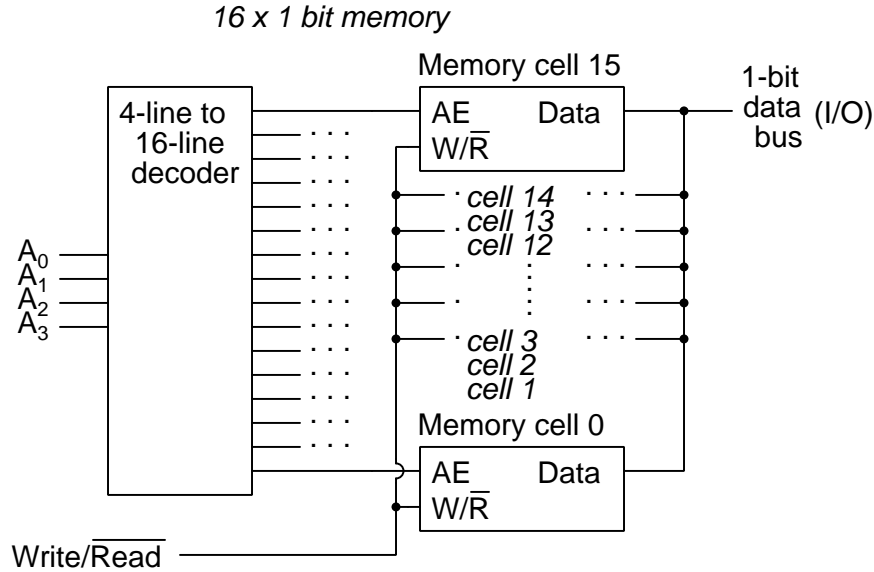 16 x 1 bit memory
Memory cell 15
1-bit
data (I/O)
bus
4-line to
16-line
decoder
AE Data
W/R̅
cell 14
cell 13
cell 12
A₀
A₁
A₂
A₃
cell 3
cell 2
cell 1
Memory cell 0
AE Data
W/R̅
Write/R̅e̅a̅d̅